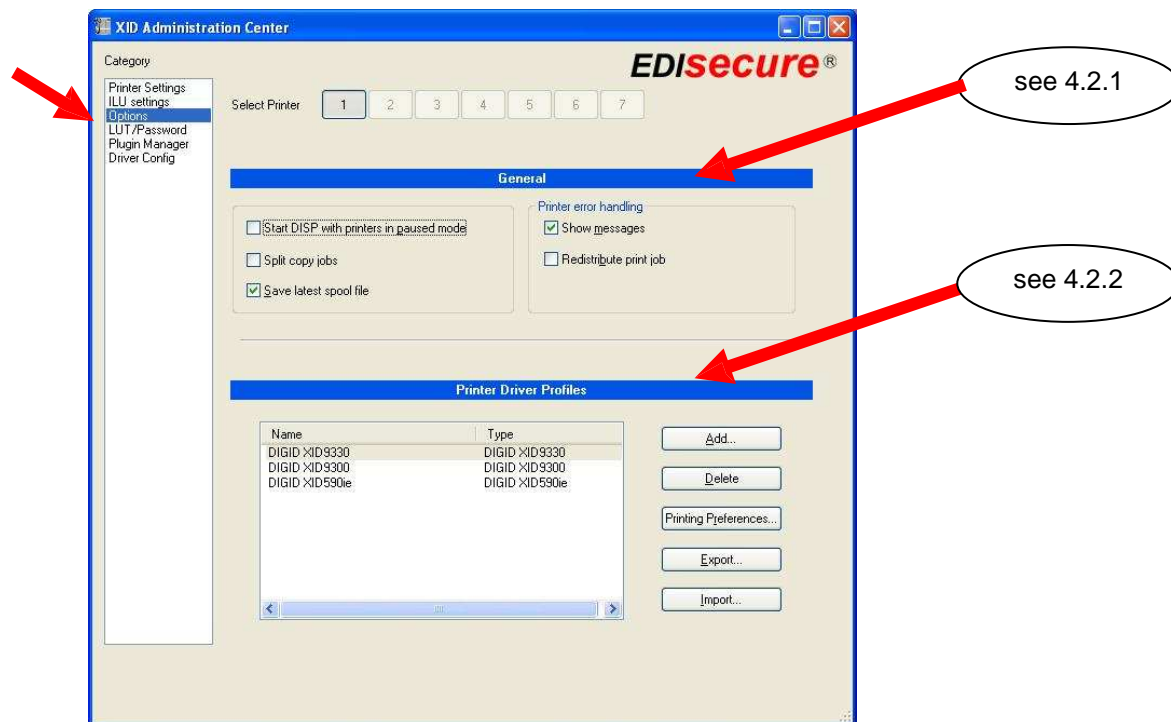 XID Administration Center
Category
EDIsecure®
Printer Settings
ILU settings
Options
LUT/Password
Plugin Manager
Driver Config
Select Printer 1 2 3 4 5 6 7
see 4.2.1
General
Start DISP with printers in paused mode
Split copy jobs
Save latest spool file
Printer error handling
Show messages
Redistribute print job
see 4.2.2
Printer Driver Profiles
Name Type
DIGID XID9330 DIGID XID9330
DIGID XID9300 DIGID XID9300
DIGID XID590ie DIGID XID590ie
Add...
Delete
Printing Preferences...
Export...
Import...